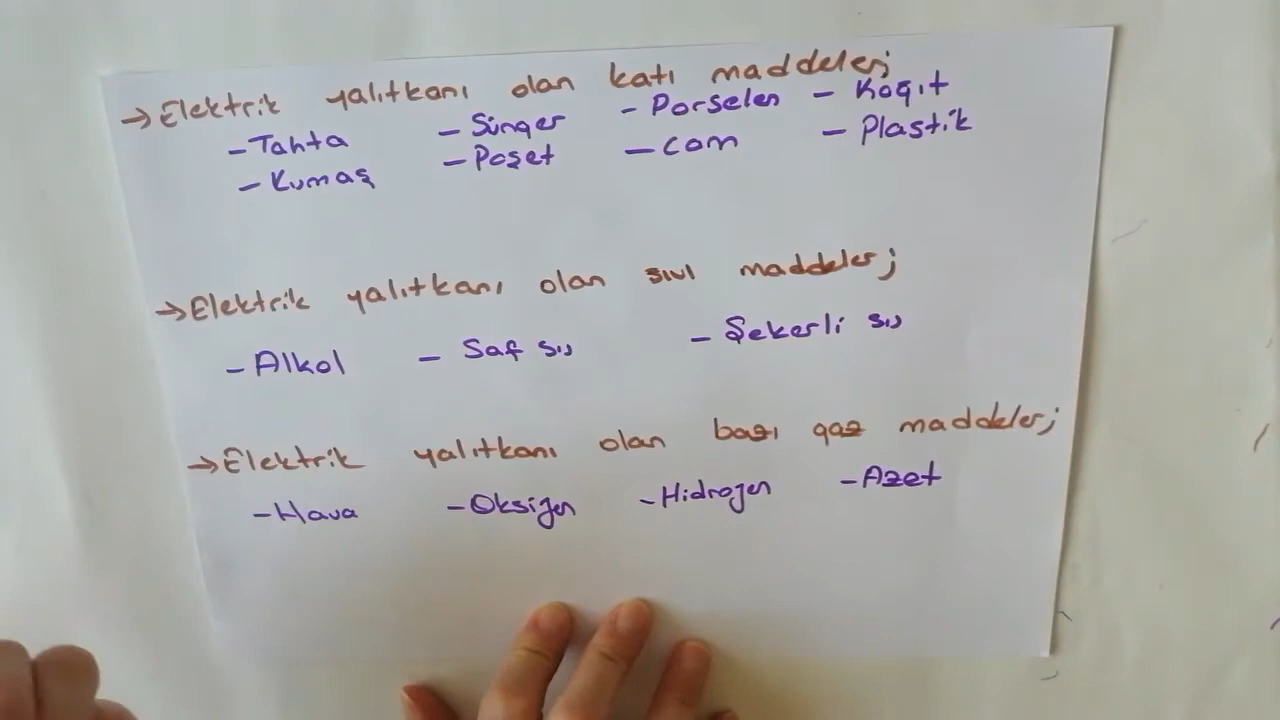 → Elektrik yalıtkanı olan katı maddeler;
- Tahta - Sünger - Porselen - Kağıt
- Kumaş - Poşet - Cam - Plastik
→ Elektrik yalıtkanı olan sıvı maddeler;
- Alkol - Saf su - Şekerli su
→ Elektrik yalıtkanı olan bazı gaz maddeler;
- Hava - Oksijen - Hidrojen - Azot